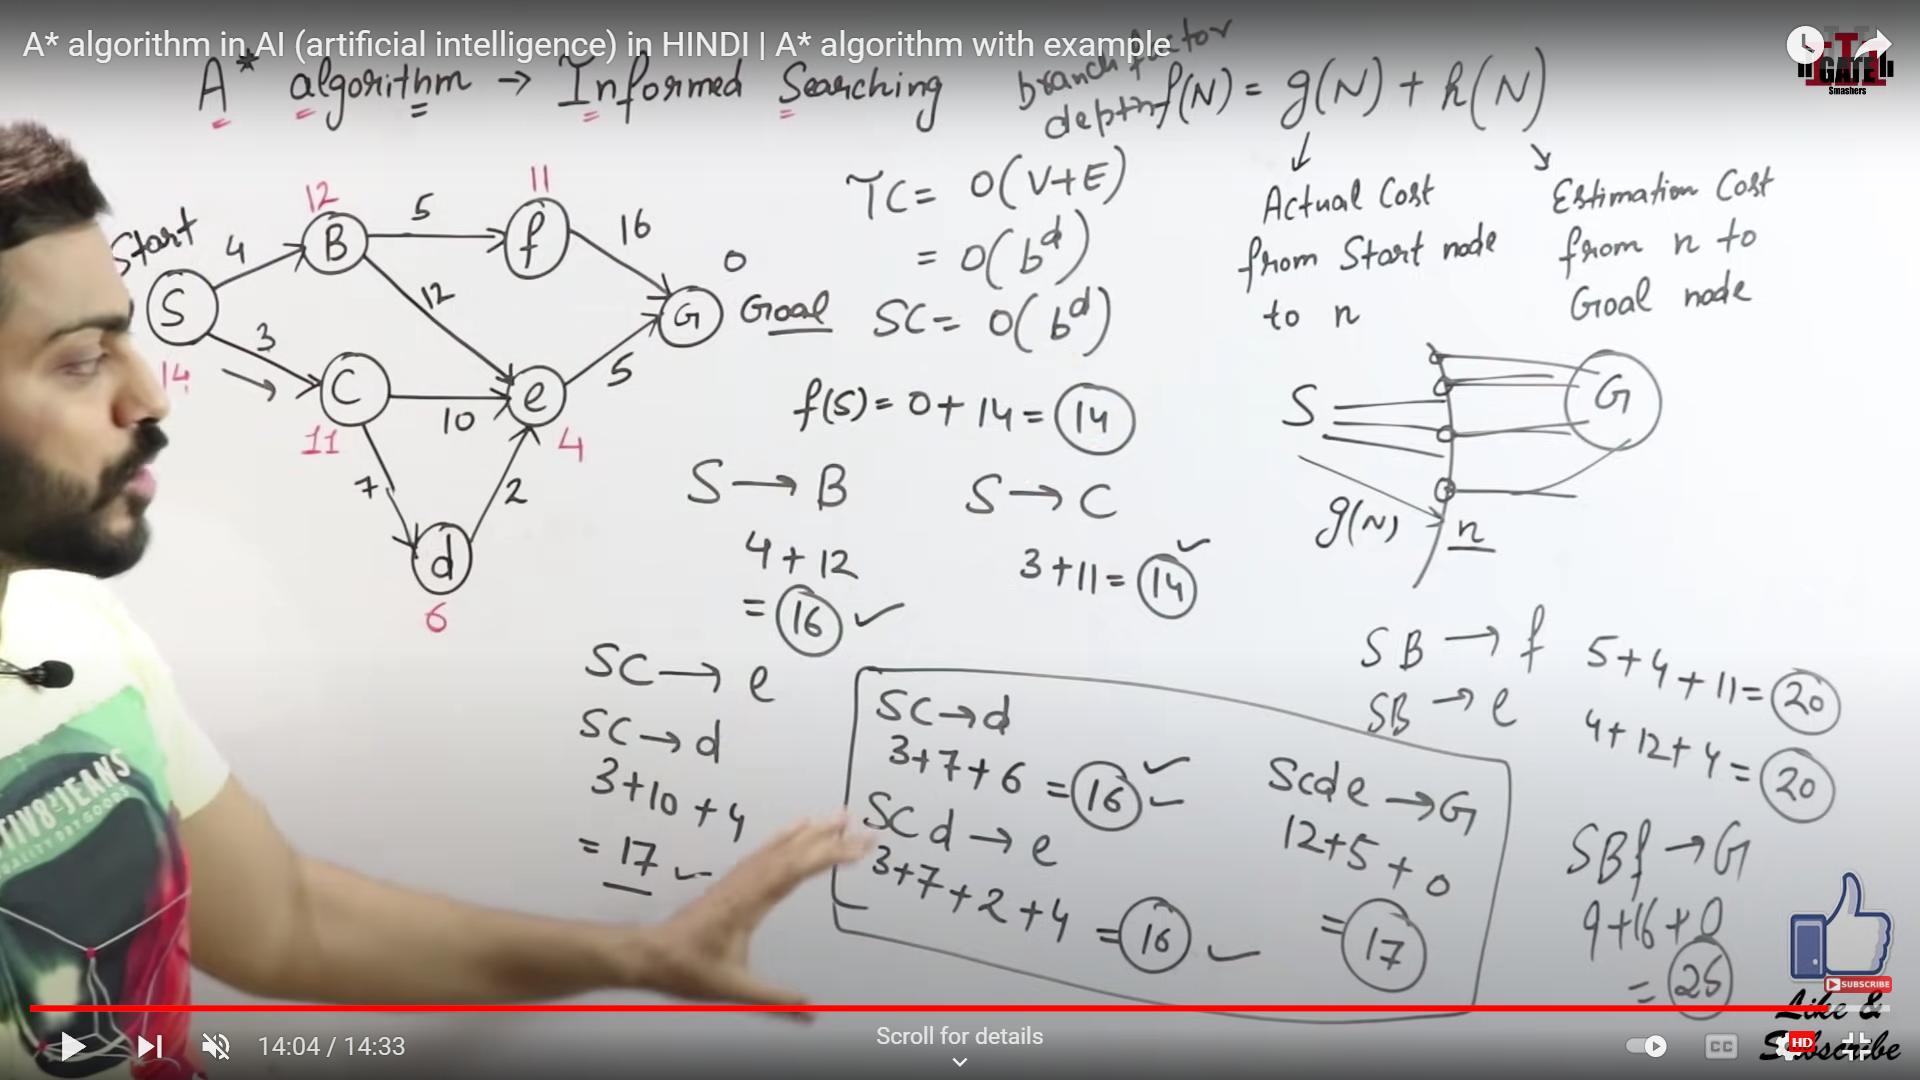 A* algorithm in AI (artificial intelligence) in HINDI | A* algorithm with example
GATE
Smashers
A* algorithm → Informed Searching
branch factor
depth
f(N) = g(N) + h(N)
Actual Cost
from Start node
to n
Estimation Cost
from n to
Goal node
TC = O(V+E)
= O(b^d)
SC = O(b^d)
Start
S
14
4
3
B
12
C
11
5
12
10
7
f
11
e
4
d
6
2
16
5
G
0
Goal
f(S) = 0 + 14 = 14
S → B
4 + 12
= 16 ✓
S → C
3 + 11 = 14 ✓
S
G
g(N)
n
SC → e
SC → d
3+10+4
= 17 ✓
SC → d
3+7+6 = 16 ✓
SCd → e
3+7+2+4 = 16 ✓
Scde → G
12+5+0
= 17
SB → f 5+4+11 = 20
SB → e 4+12+4 = 20
SBf → G
9+16+0
= 25
JEANS
SUBSCRIBE
Like &
Subscribe
14:04 / 14:33
Scroll for details
CC
HD